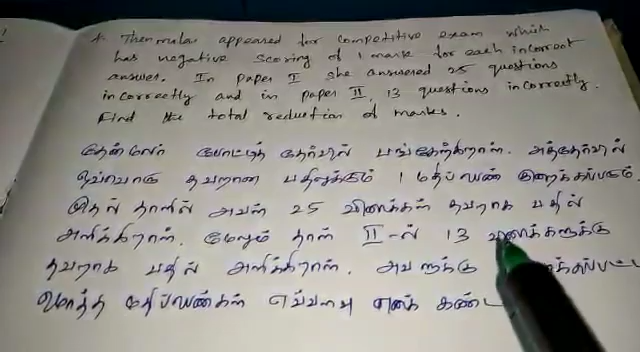 1. Thenmalar appeared for competitive exam which
has negative scoring of 1 mark for each incorrect
answer. In paper I she answered 25 questions
incorrectly and in paper II 13 questions incorrectly.
Find the total reduction of marks.
தேன்மலர் போட்டித் தேர்வில் பங்கேற்கிறாள். அத்தேர்வில்
ஒவ்வொரு தவறான பதிலுக்கும் 1 மதிப்பெண் குறைக்கப்படும்.
தாளில் அவள் 25 வினாக்கள் தவறாக பதில்
அளிக்கிறாள். மேலும் தாள் II-ல் 13 வினாக்களுக்கு
தவறாக பதில் அளிக்கிறாள். அவளுக்கு
மொத்த மதிப்பெண்கள் எவ்வளவு எனக்